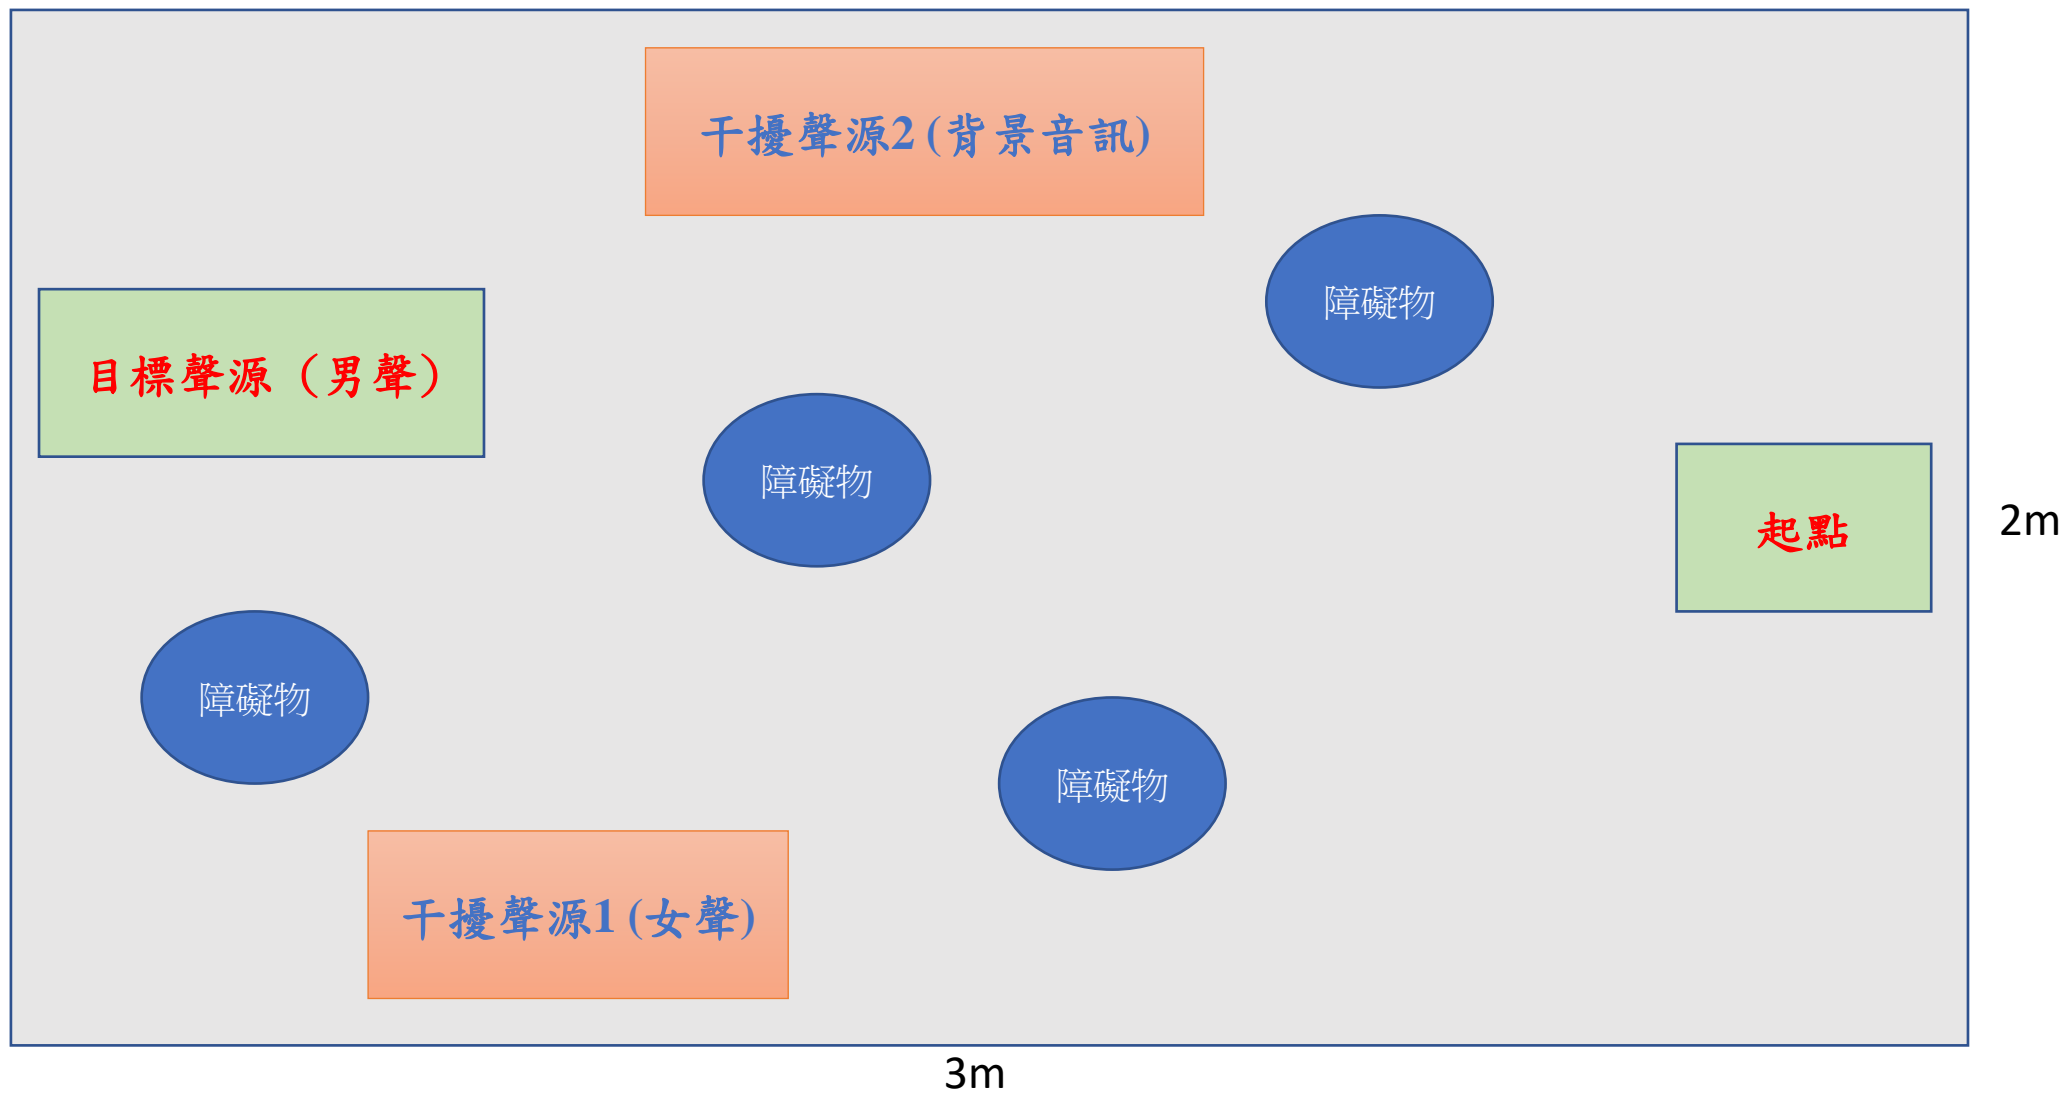 干擾聲源2(背景音訊)
障礙物
目標聲源（男聲）
障礙物
起點
2m
障礙物
障礙物
干擾聲源1(女聲)
3m